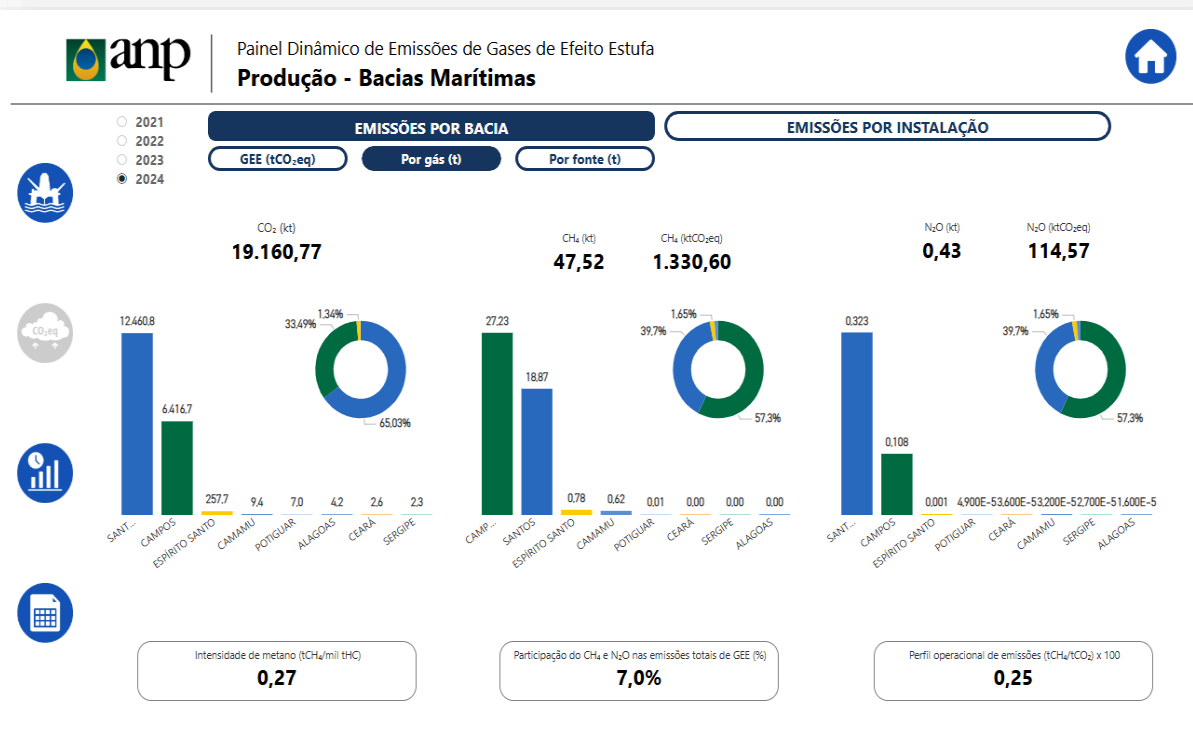 anp
Painel Dinâmico de Emissões de Gases de Efeito Estufa
Produção - Bacias Marítimas
2021
2022
2023
2024
EMISSÕES POR BACIA
EMISSÕES POR INSTALAÇÃO
GEE (tCO₂eq)
Por gás (t)
Por fonte (t)
CO₂ (kt)
19.160,77
CH₄ (kt)
47,52
CH₄ (ktCO₂eq)
1.330,60
N₂O (kt)
0,43
N₂O (ktCO₂eq)
114,57
CO₂eq
12.460,8
6.416,7
257,7
9,4
7,0
4,2
2,6
2,3
SANT...
CAMPOS
ESPÍRITO SANTO
CAMAMU
POTIGUAR
ALAGOAS
CEARÁ
SERGIPE
1,34%
33,49%
65,03%
27,23
18,87
0,78
0,62
0,01
0,00
0,00
0,00
CAMP...
SANTOS
ESPÍRITO SANTO
CAMAMU
POTIGUAR
CEARÁ
SERGIPE
ALAGOAS
1,65%
39,7%
57,3%
0,323
0,108
0,001
4,900E-5
3,600E-5
3,200E-5
2,700E-5
1,600E-5
SANT...
CAMPOS
ESPÍRITO SANTO
POTIGUAR
CEARÁ
CAMAMU
SERGIPE
ALAGOAS
1,65%
39,7%
57,3%
Intensidade de metano (tCH₄/mil tHC)
0,27
Participação do CH₄ e N₂O nas emissões totais de GEE (%)
7,0%
Perfil operacional de emissões (tCH₄/tCO₂) x 100
0,25